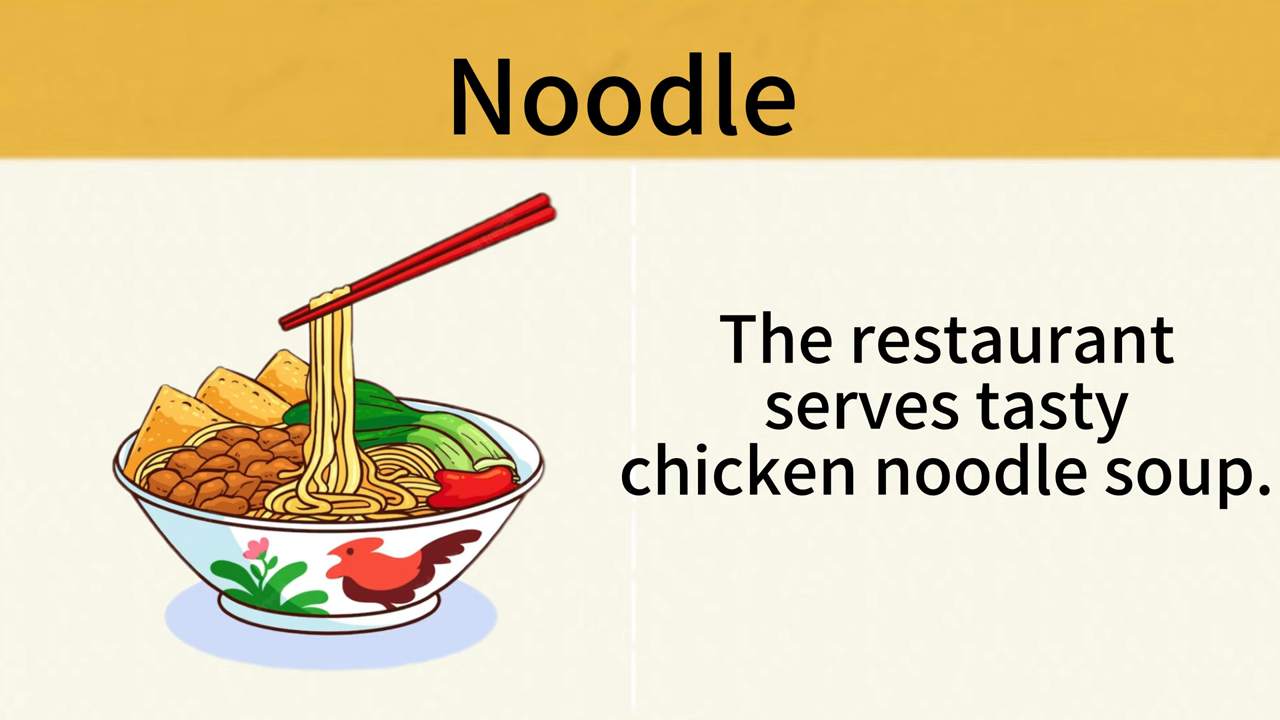 Noodle
The restaurant
serves tasty
chicken noodle soup.